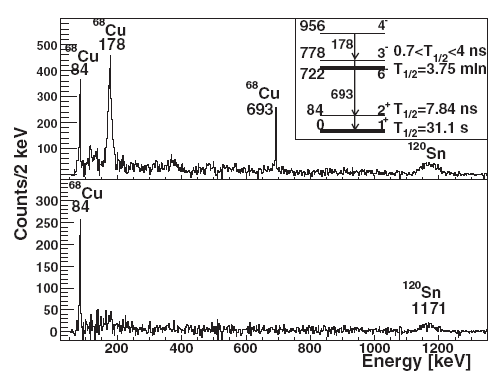 68Cu
178
68Cu
84
68Cu
693
120Sn
500
400
300
200
100
956 4-
178
778 3- 0.7<T1/2<4 ns
722 6- T1/2=3.75 min
693
84 2+ T1/2=7.84 ns
0 1+ T1/2=31.1 s
Counts/2 keV
68Cu
84
120Sn
1171
300
250
200
150
100
50
0
200 400 600 800 1000 1200
Energy [keV]